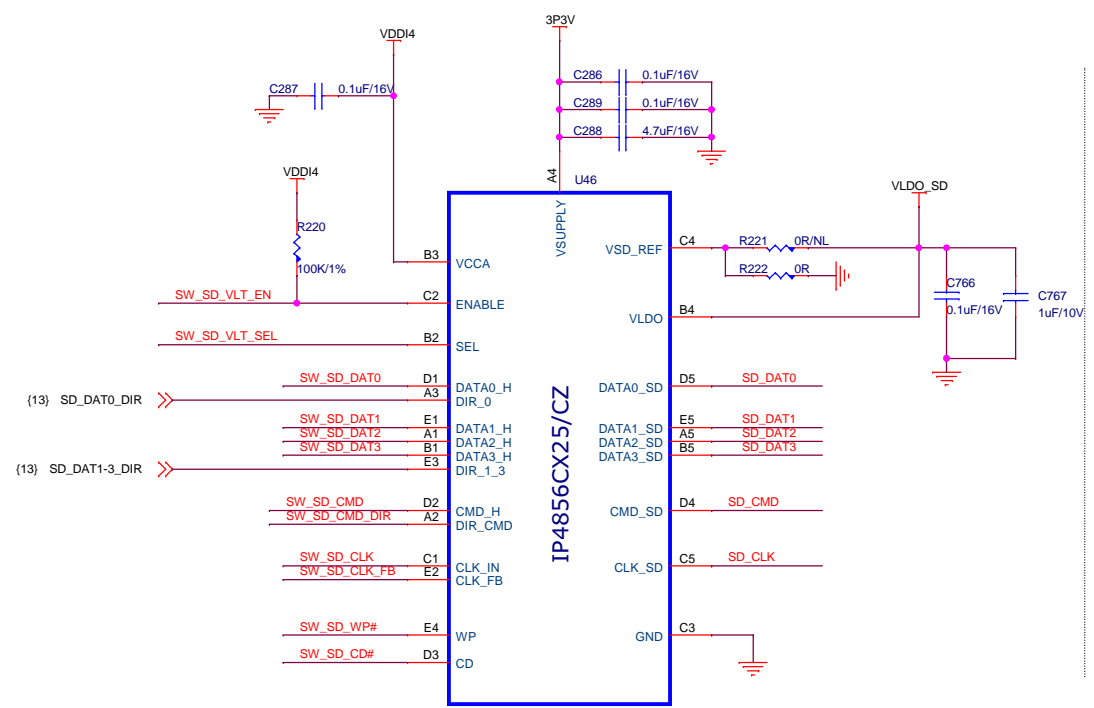 3P3V
VDDI4
C286 0.1uF/16V
C287 0.1uF/16V
C289 0.1uF/16V
C288 4.7uF/16V
VDDI4
A4
U46
VLDO_SD
VSUPPLY
R220
100K/1%
C4
R221 0R/NL
VSD_REF
B3
VCCA
R222 0R
C766
0.1uF/16V
C767
1uF/10V
SW_SD_VLT_EN C2
ENABLE
B4
VLDO
SW_SD_VLT_SEL B2
SEL
SW_SD_DAT0 D1
DATA0_H
DATA0_SD
D5 SD_DAT0
{13} SD_DAT0_DIR
A3
DIR_0
SW_SD_DAT1 E1
DATA1_H
DATA1_SD
E5 SD_DAT1
SW_SD_DAT2 A1
DATA2_H
DATA2_SD
A5 SD_DAT2
SW_SD_DAT3 B1
DATA3_H
DATA3_SD
B5 SD_DAT3
{13} SD_DAT1-3_DIR
E3
DIR_1_3
IP4856CX25/CZ
SW_SD_CMD D2
CMD_H
CMD_SD
D4 SD_CMD
SW_SD_CMD_DIR A2
DIR_CMD
SW_SD_CLK C1
CLK_IN
CLK_SD
C5 SD_CLK
SW_SD_CLK_FB E2
CLK_FB
SW_SD_WP# E4
WP
GND
C3
SW_SD_CD# D3
CD